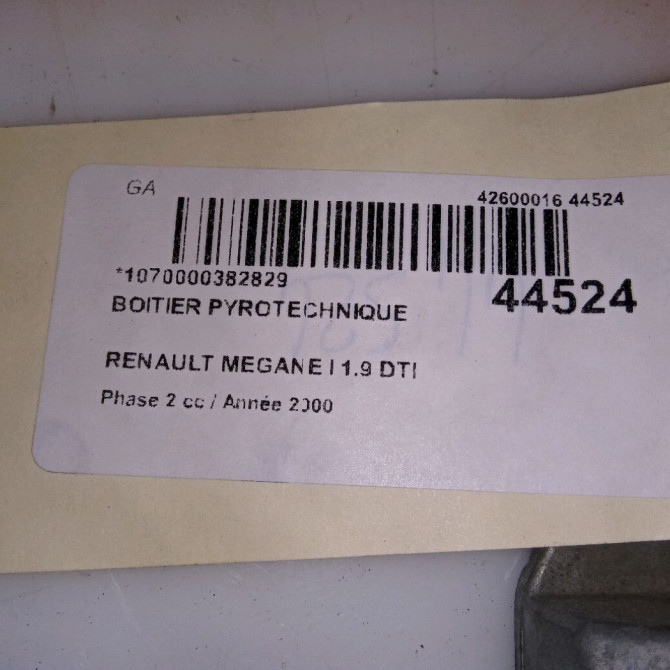 GA
42600016 44524
*1070000382829
44524
BOITIER PYROTECHNIQUE
RENAULT MEGANE I 1.9 DTI
Phase 2 cc / Année 2000